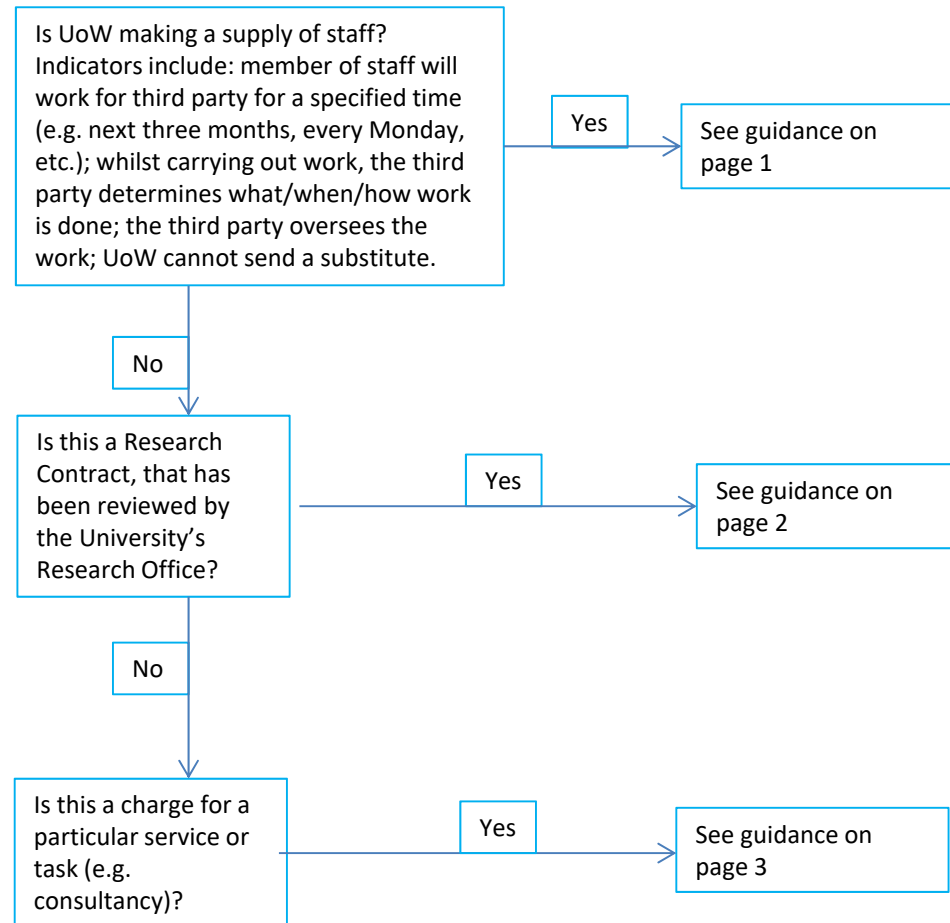 Is UoW making a supply of staff?
Indicators include: member of staff will
work for third party for a specified time
(e.g. next three months, every Monday,
etc.); whilst carrying out work, the third
party determines what/when/how work
is done; the third party oversees the
work; UoW cannot send a substitute.
Yes
See guidance on
page 1
No
Is this a Research
Contract, that has
been reviewed by
the University’s
Research Office?
Yes
See guidance on
page 2
No
Is this a charge for a
particular service or
task (e.g.
consultancy)?
Yes
See guidance on
page 3